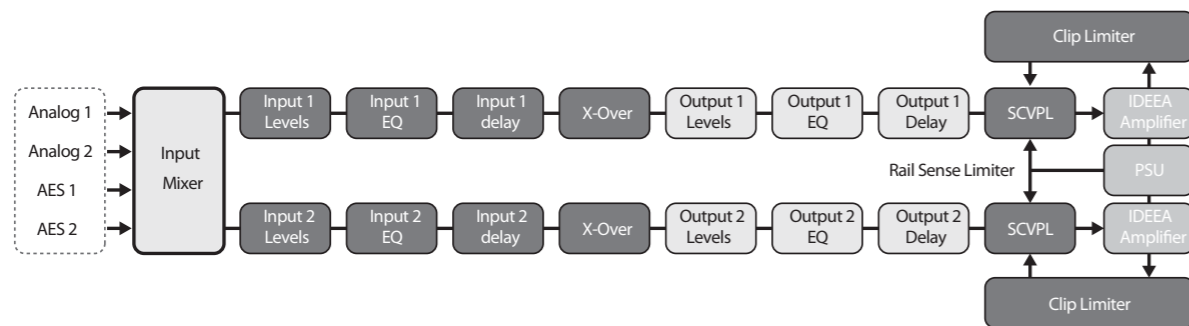 Clip Limiter
Analog 1
Analog 2
AES 1
AES 2
Input
Mixer
Input 1
Levels
Input 1
EQ
Input 1
delay
X-Over
Output 1
Levels
Output 1
EQ
Output 1
Delay
SCVPL
IDEEA
Amplifier
Rail Sense Limiter
PSU
Input 2
Levels
Input 2
EQ
Input 2
delay
X-Over
Output 2
Levels
Output 2
EQ
Output 2
Delay
SCVPL
IDEEA
Amplifier
Clip Limiter